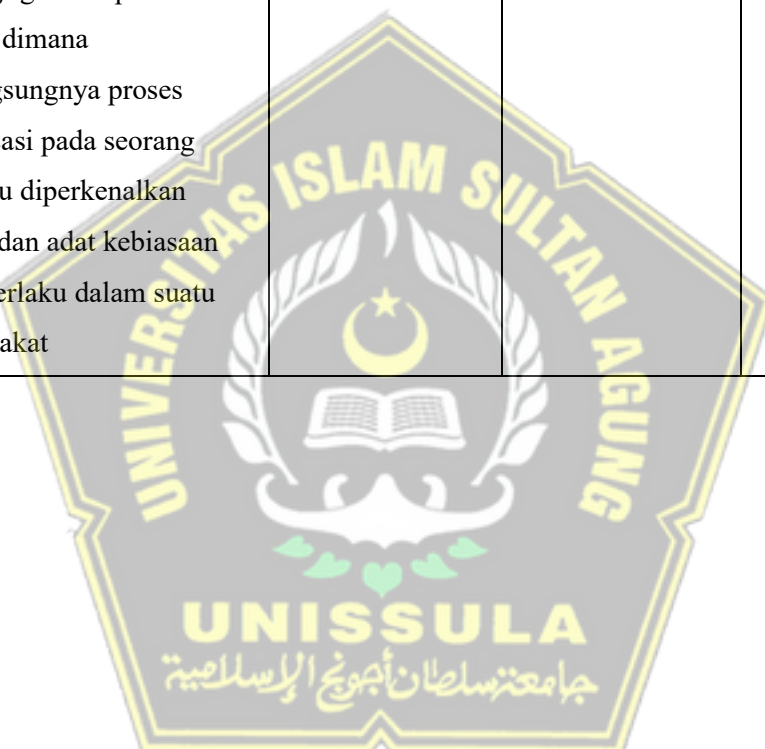 dimana
gsungnya proses
asi pada seorang
u diperkenalkan
dan adat kebiasaan
erlaku dalam suatu
akat
UNIVERSITAS ISLAM SULTAN AGUNG
UNISSULA
جامعة سلطان أجونج الإسلامية